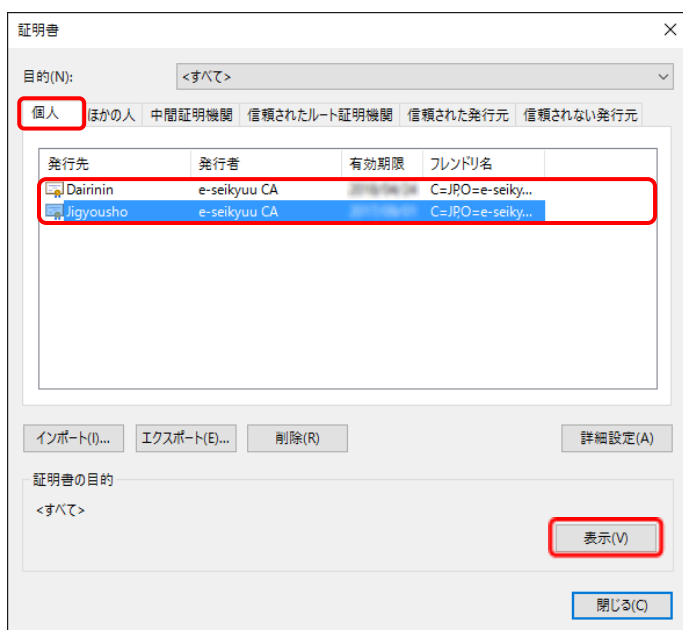 証明書
目的(N): <すべて>
個人 ほかの人 中間証明機関 信頼されたルート証明機関 信頼された発行元 信頼されない発行元
発行先 発行者 有効期限 フレンドリ名
Dairinin e-seikyuu CA C=JP,O=e-seiky...
Jigyousho e-seikyuu CA C=JP,O=e-seiky...
インポート(I)... エクスポート(E)... 削除(R) 詳細設定(A)
証明書の目的
<すべて>
表示(V)
閉じる(C)